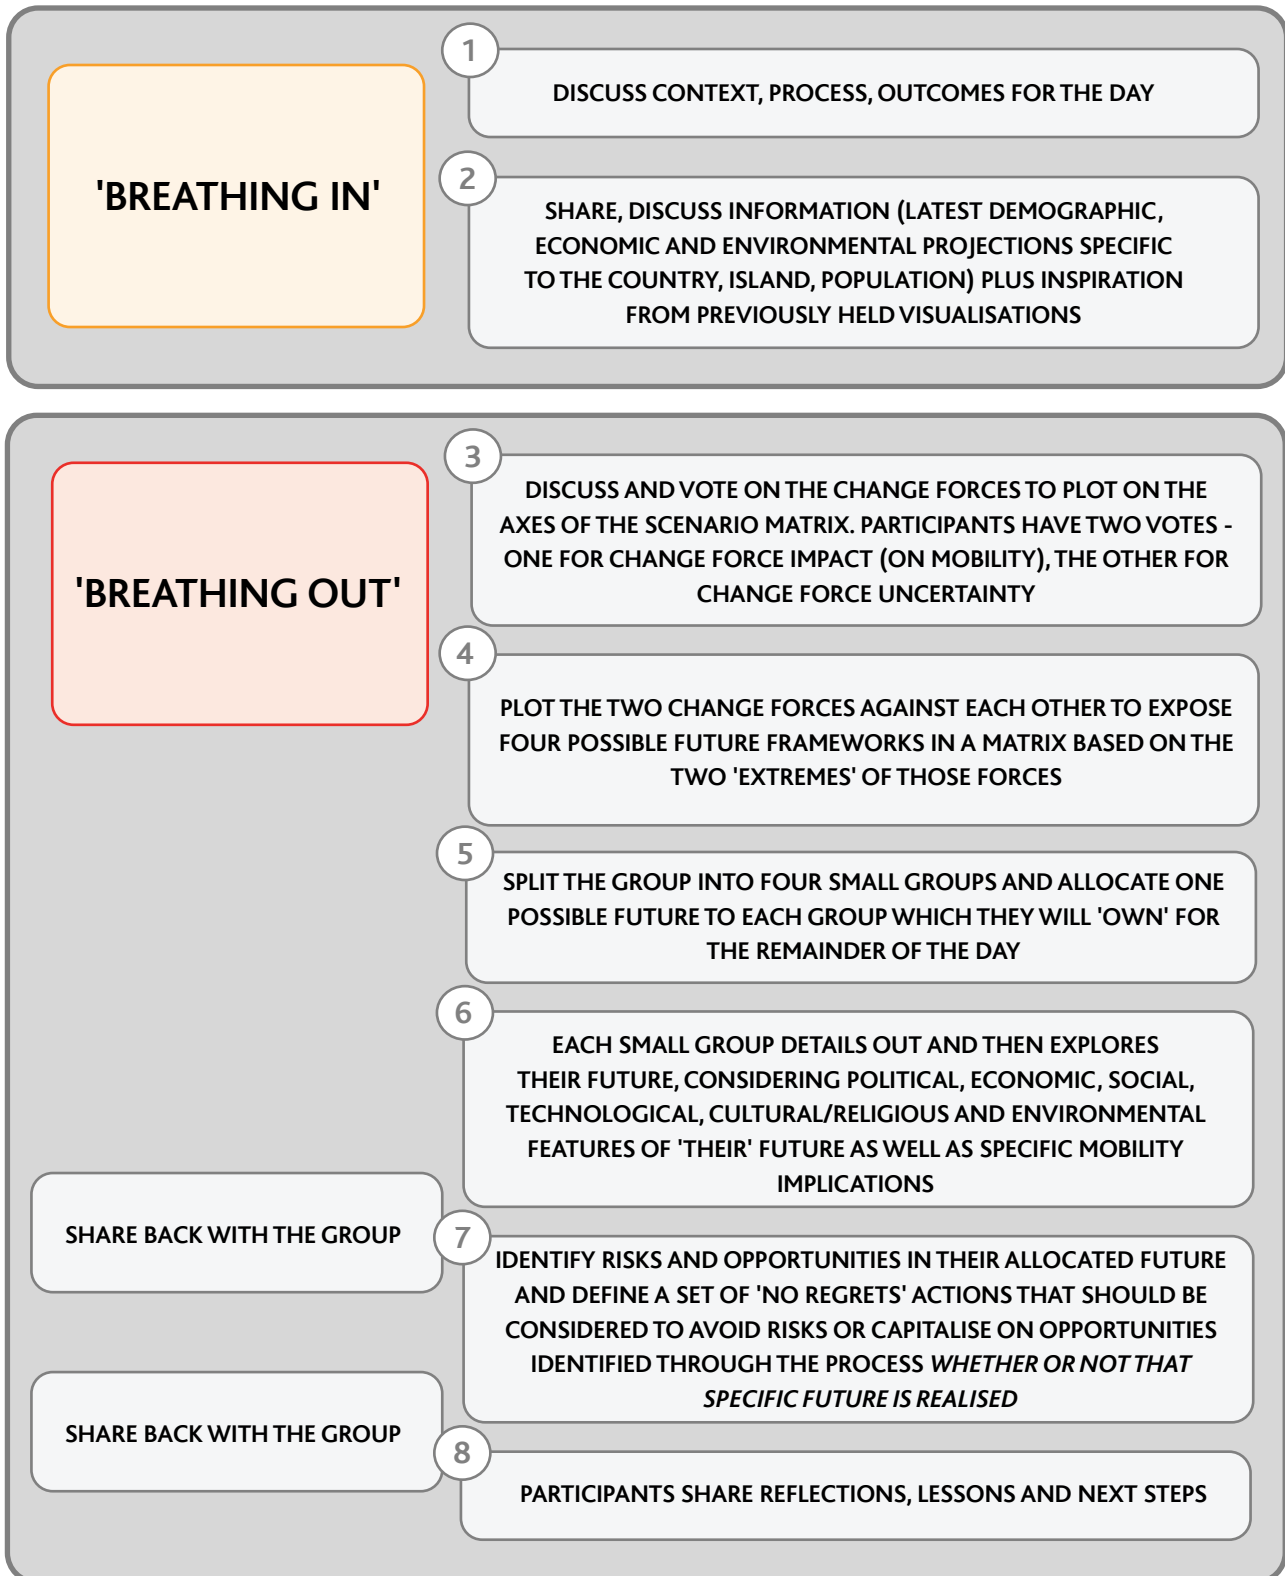 'BREATHING IN'
1
DISCUSS CONTEXT, PROCESS, OUTCOMES FOR THE DAY
2
SHARE, DISCUSS INFORMATION (LATEST DEMOGRAPHIC,
ECONOMIC AND ENVIRONMENTAL PROJECTIONS SPECIFIC
TO THE COUNTRY, ISLAND, POPULATION) PLUS INSPIRATION
FROM PREVIOUSLY HELD VISUALISATIONS
'BREATHING OUT'
3
DISCUSS AND VOTE ON THE CHANGE FORCES TO PLOT ON THE
AXES OF THE SCENARIO MATRIX. PARTICIPANTS HAVE TWO VOTES -
ONE FOR CHANGE FORCE IMPACT (ON MOBILITY), THE OTHER FOR
CHANGE FORCE UNCERTAINTY
4
PLOT THE TWO CHANGE FORCES AGAINST EACH OTHER TO EXPOSE
FOUR POSSIBLE FUTURE FRAMEWORKS IN A MATRIX BASED ON THE
TWO 'EXTREMES' OF THOSE FORCES
5
SPLIT THE GROUP INTO FOUR SMALL GROUPS AND ALLOCATE ONE
POSSIBLE FUTURE TO EACH GROUP WHICH THEY WILL 'OWN' FOR
THE REMAINDER OF THE DAY
6
EACH SMALL GROUP DETAILS OUT AND THEN EXPLORES
THEIR FUTURE, CONSIDERING POLITICAL, ECONOMIC, SOCIAL,
TECHNOLOGICAL, CULTURAL/RELIGIOUS AND ENVIRONMENTAL
FEATURES OF 'THEIR' FUTURE AS WELL AS SPECIFIC MOBILITY
IMPLICATIONS
SHARE BACK WITH THE GROUP
7
IDENTIFY RISKS AND OPPORTUNITIES IN THEIR ALLOCATED FUTURE
AND DEFINE A SET OF 'NO REGRETS' ACTIONS THAT SHOULD BE
CONSIDERED TO AVOID RISKS OR CAPITALISE ON OPPORTUNITIES
IDENTIFIED THROUGH THE PROCESS WHETHER OR NOT THAT
SPECIFIC FUTURE IS REALISED
SHARE BACK WITH THE GROUP
8
PARTICIPANTS SHARE REFLECTIONS, LESSONS AND NEXT STEPS